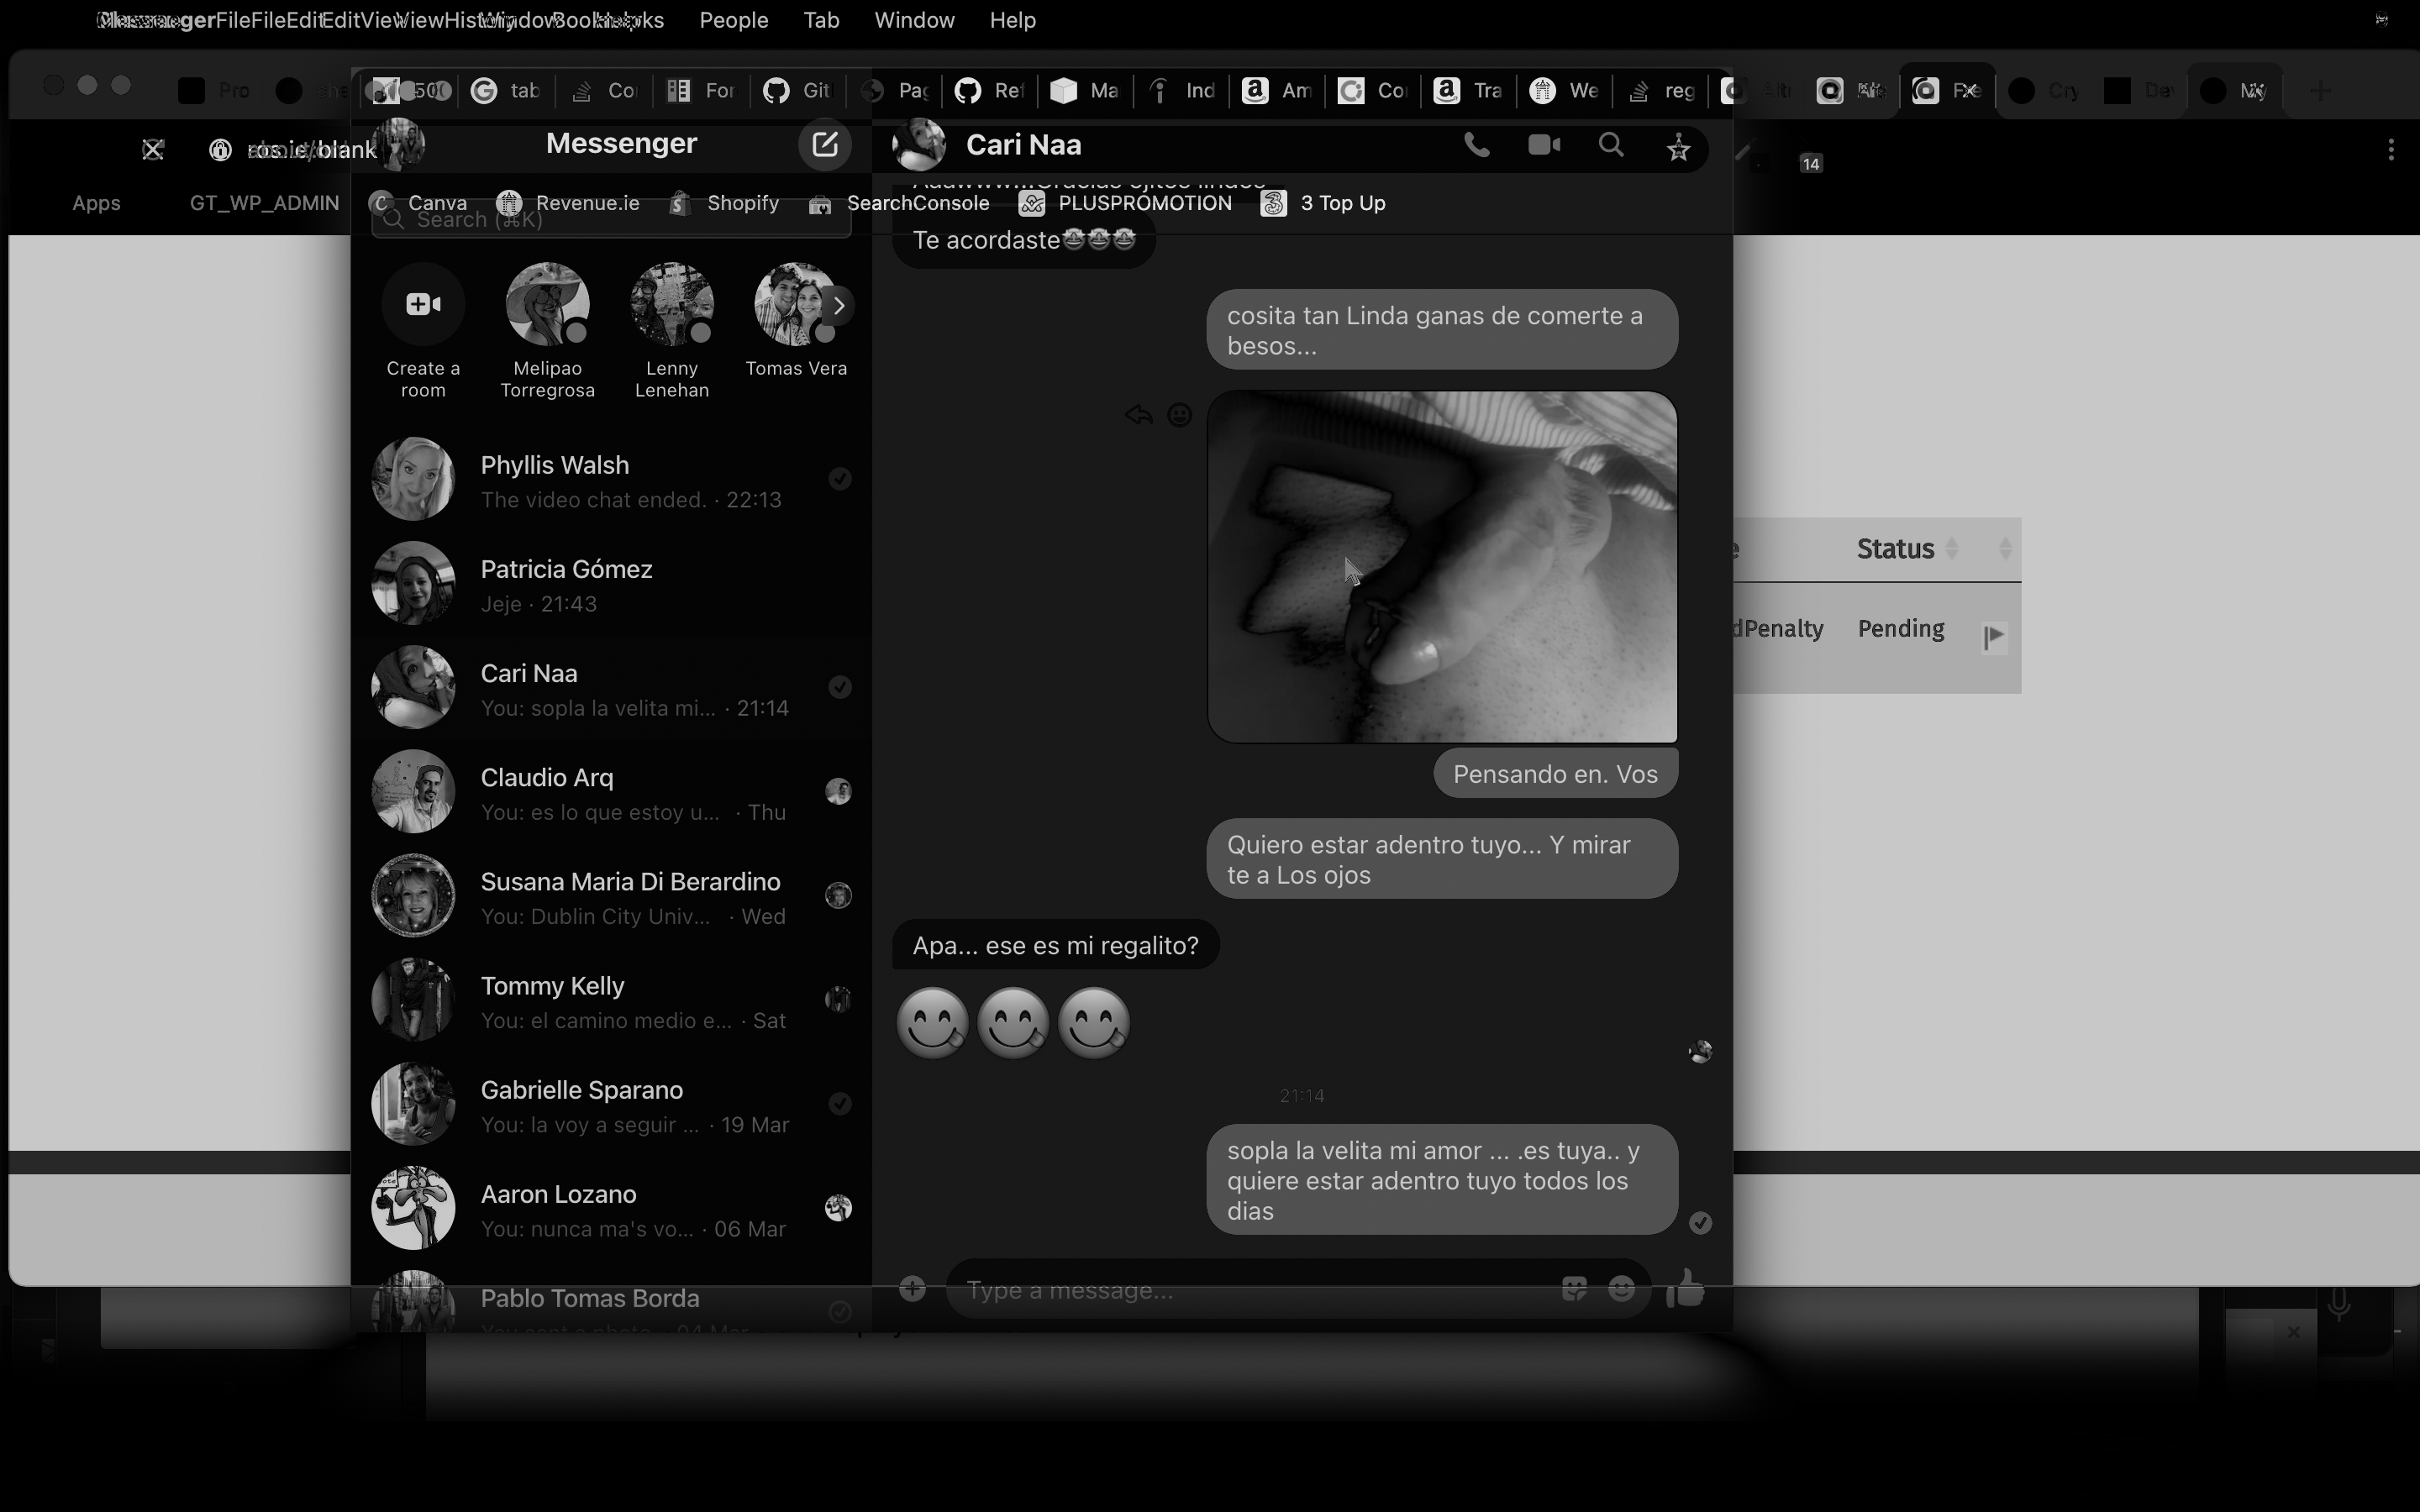 People Tab Window Help
50 tab Co For Git Pag Ref Ma Ind Am Co Tra We reg
Messenger
Cari Naa
14
Apps GT_WP_ADMIN Canva Revenue.ie Shopify SearchConsole PLUSPROMOTION 3 Top Up
Search (⌘K)
Te acordaste🤩🤩🤩
Create a
room
Melipao
Torregrosa
Lenny
Lenehan
Tomas Vera
cosita tan Linda ganas de comerte a
besos...
Phyllis Walsh
The video chat ended. · 22:13
Patricia Gómez
Jeje · 21:43
Cari Naa
You: sopla la velita mi... · 21:14
Claudio Arq
You: es lo que estoy u... · Thu
Susana Maria Di Berardino
You: Dublin City Univ... · Wed
Tommy Kelly
You: el camino medio e... · Sat
Gabrielle Sparano
You: la voy a seguir ... · 19 Mar
Aaron Lozano
You: nunca ma's vo... · 06 Mar
Pablo Tomas Borda
You sent a photo. · 04 Mar
Pensando en. Vos
Quiero estar adentro tuyo... Y mirar
te a Los ojos
Apa... ese es mi regalito?
😋😋😋
21:14
sopla la velita mi amor ... .es tuya.. y
quiere estar adentro tuyo todos los
dias
Type a message...
Status
dPenalty Pending